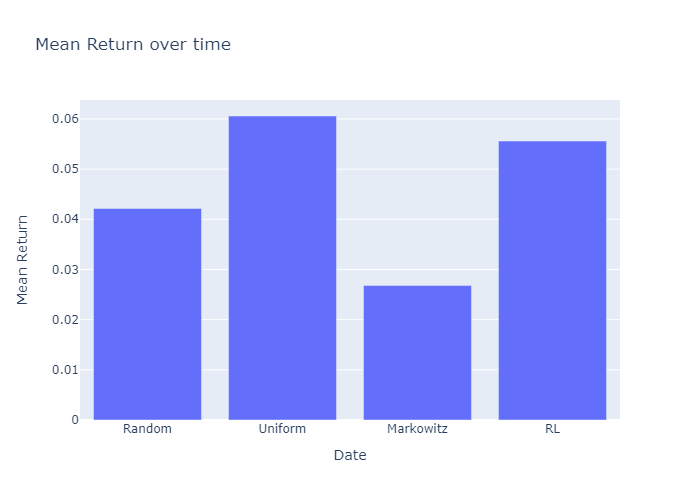 Mean Return over time
Mean Return
0.06
0.05
0.04
0.03
0.02
0.01
0
Random
Uniform
Markowitz
RL
Date